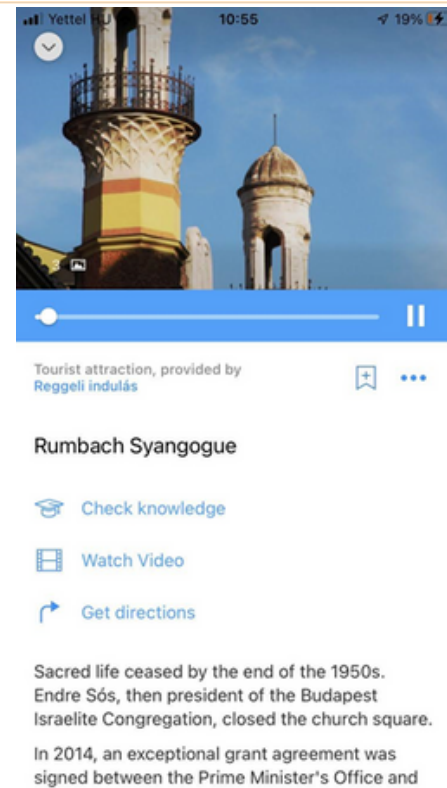 Yettel HU 10:55 19%
3
Tourist attraction, provided by
Reggeli indulás
Rumbach Syangogue
Check knowledge
Watch Video
Get directions
Sacred life ceased by the end of the 1950s.
Endre Sós, then president of the Budapest
Israelite Congregation, closed the church square.
In 2014, an exceptional grant agreement was
signed between the Prime Minister's Office and